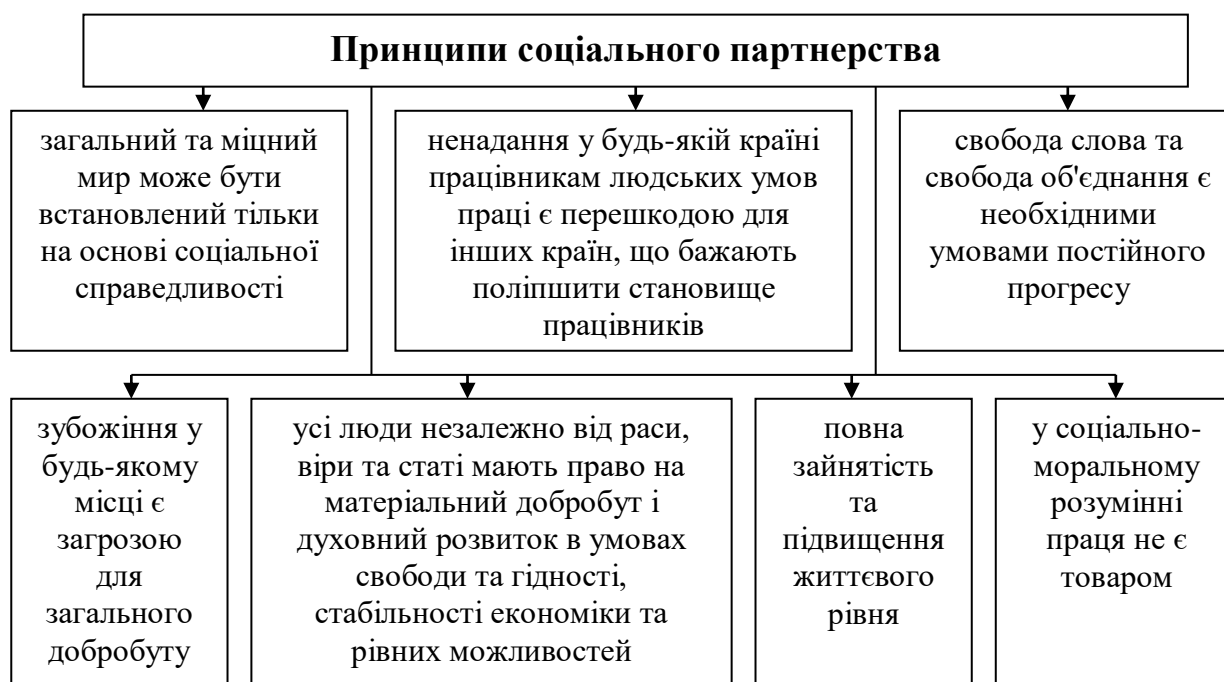 Принципи соціального партнерства
загальний та міцний
мир може бути
встановлений тільки
на основі соціальної
справедливості
ненадання у будь-якій країні
працівникам людських умов
праці є перешкодою для
інших країн, що бажають
поліпшити становище
працівників
свобода слова та
свобода об'єднання є
необхідними
умовами постійного
прогресу
зубожіння у
будь-якому
місці є
загрозою
для
загального
добробуту
усі люди незалежно від раси,
віри та статі мають право на
матеріальний добробут і
духовний розвиток в умовах
свободи та гідності,
стабільності економіки та
рівних можливостей
повна
зайнятість
та
підвищення
життєвого
рівня
у соціально-
моральному
розумінні
праця не є
товаром